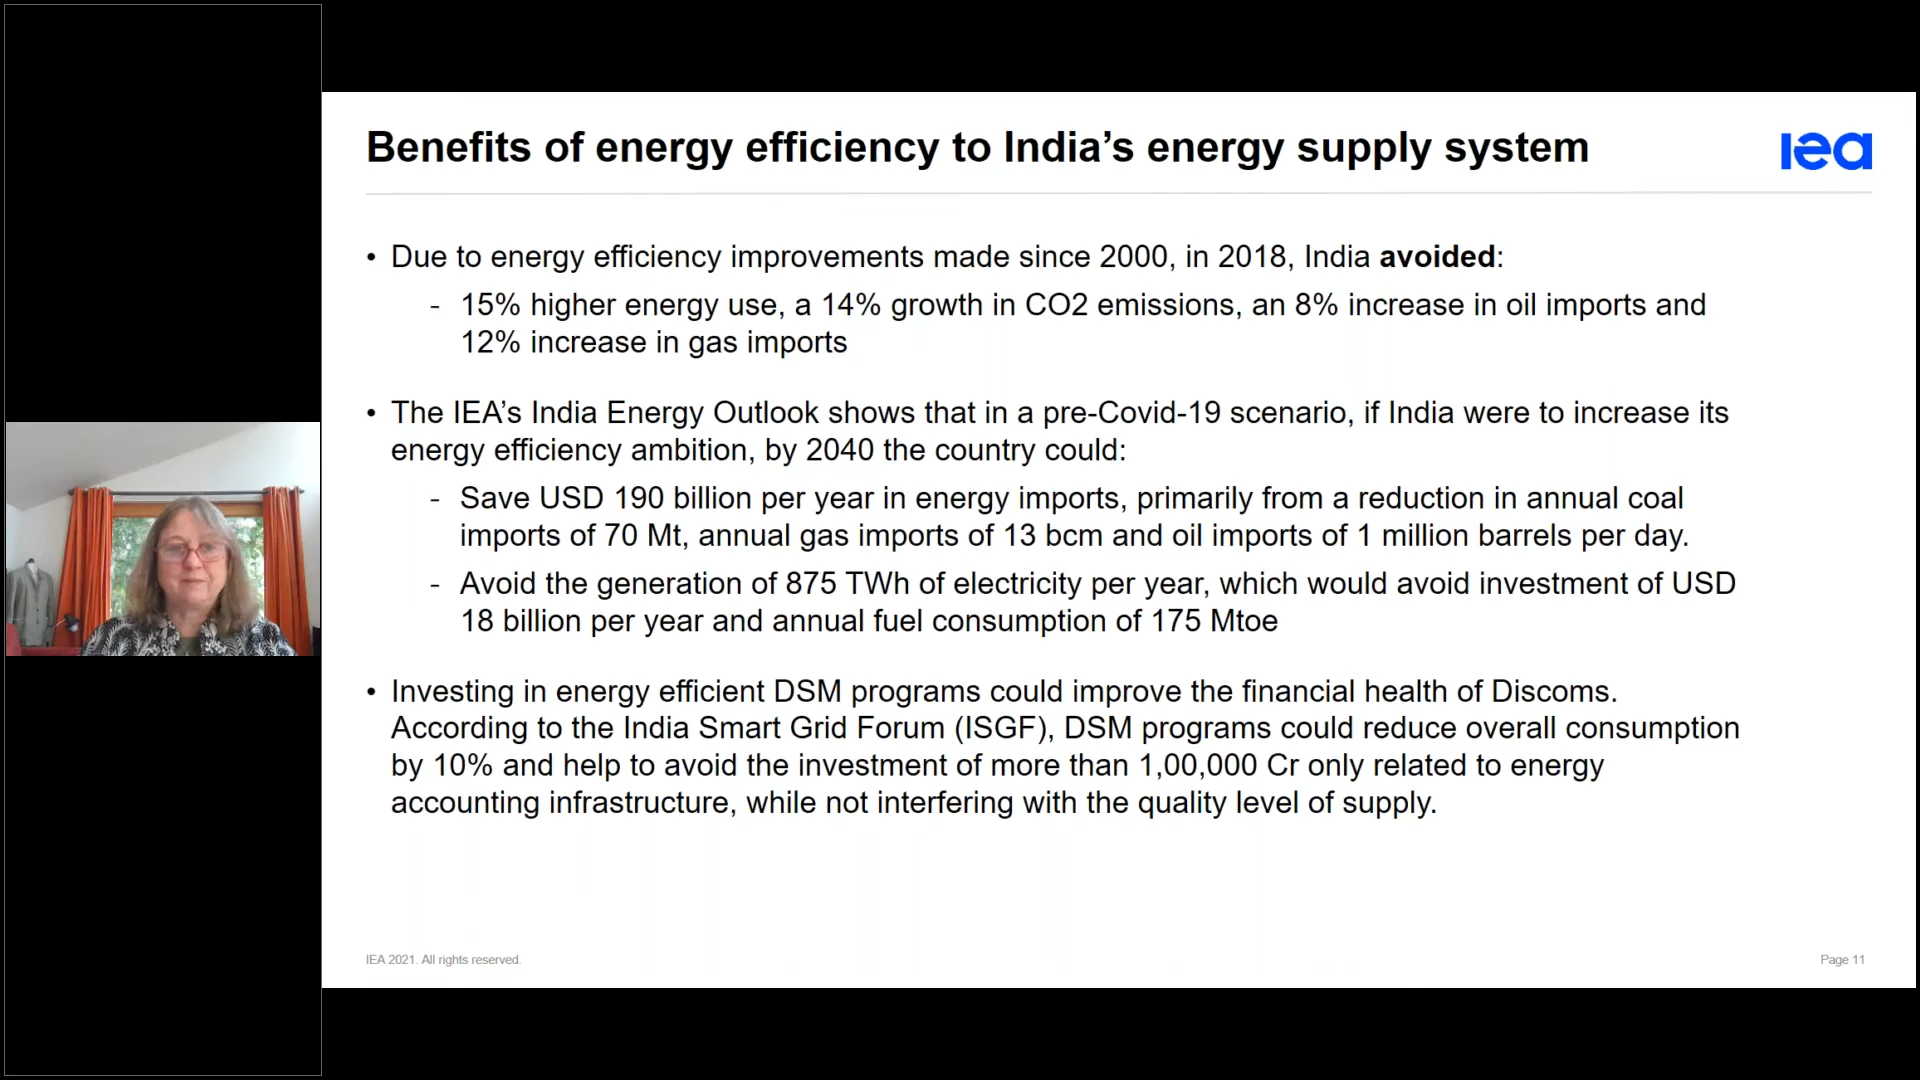 Benefits of energy efficiency to India’s energy supply system
iea
• Due to energy efficiency improvements made since 2000, in 2018, India avoided:
- 15% higher energy use, a 14% growth in CO2 emissions, an 8% increase in oil imports and
12% increase in gas imports
• The IEA’s India Energy Outlook shows that in a pre-Covid-19 scenario, if India were to increase its
energy efficiency ambition, by 2040 the country could:
- Save USD 190 billion per year in energy imports, primarily from a reduction in annual coal
imports of 70 Mt, annual gas imports of 13 bcm and oil imports of 1 million barrels per day.
- Avoid the generation of 875 TWh of electricity per year, which would avoid investment of USD
18 billion per year and annual fuel consumption of 175 Mtoe
• Investing in energy efficient DSM programs could improve the financial health of Discoms.
According to the India Smart Grid Forum (ISGF), DSM programs could reduce overall consumption
by 10% and help to avoid the investment of more than 1,00,000 Cr only related to energy
accounting infrastructure, while not interfering with the quality level of supply.
IEA 2021. All rights reserved.
Page 11